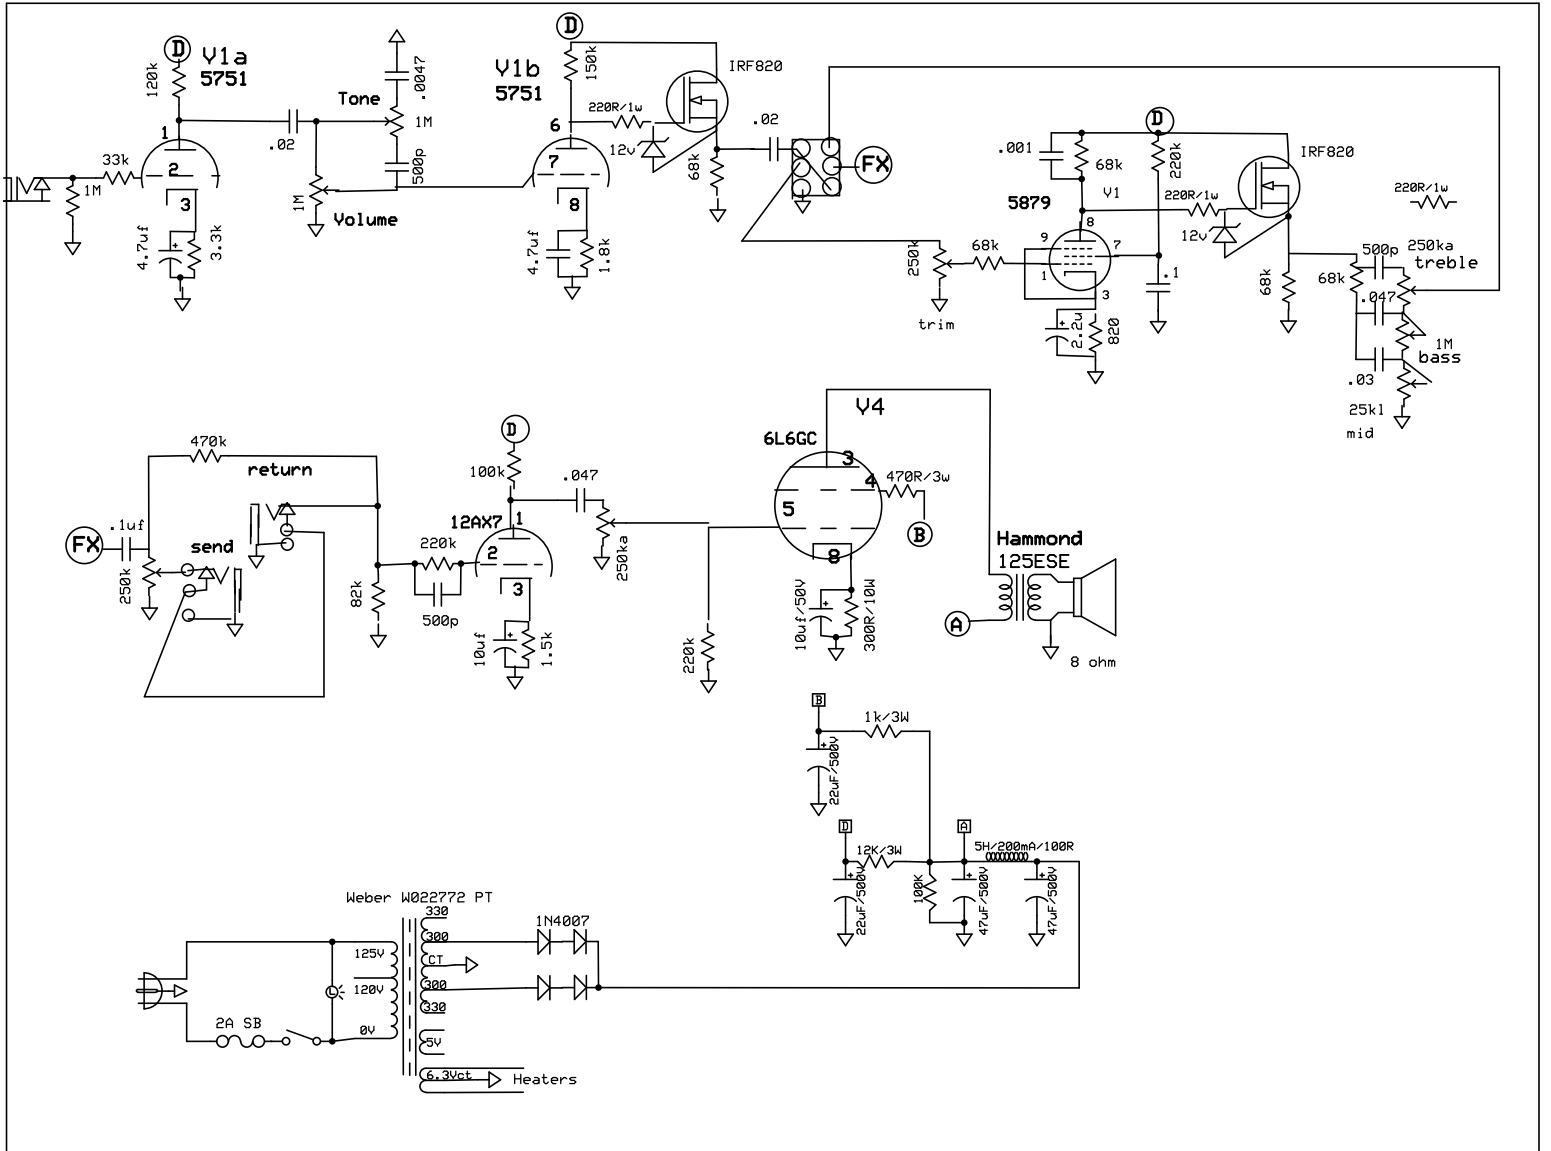 D
V1a
5751
120k
1
2
3
33k
1M
4.7uf
+
3.3k
.02
Tone
.0047
1M
500p
1M
Volume
D
V1b
5751
150k
6
7
8
4.7uf
1.8k
220R/1w
12v
IRF820
68k
.02
FX
250k
trim
68k
D
.001
68k
220k
V1
5879
8
9
7
1
3
.1
2.2u
+
820
220R/1w
12v
IRF820
68k
220R/1w
500p
250ka
treble
68k
.047
1M
bass
.03
25kl
mid
470k
return
.1uf
FX
send
250k
82k
220k
500p
D
100k
12AX7
1
2
3
10uf
+
1.5k
.047
250ka
220k
V4
6L6GC
3
4
5
8
470R/3w
B
10uf/50V
+
300R/10W
Hammond
125ESE
A
8 ohm
B
1k/3W
+
22uF/500V
D
12K/3W
+
22uF/500V
100K
A
+
47uF/500V
5H/200mA/100R
+
47uF/500V
Weber W022772 PT
330
300
CT
300
330
5V
6.3Vct
Heaters
1N4007
125V
120V
0V
L
2A SB